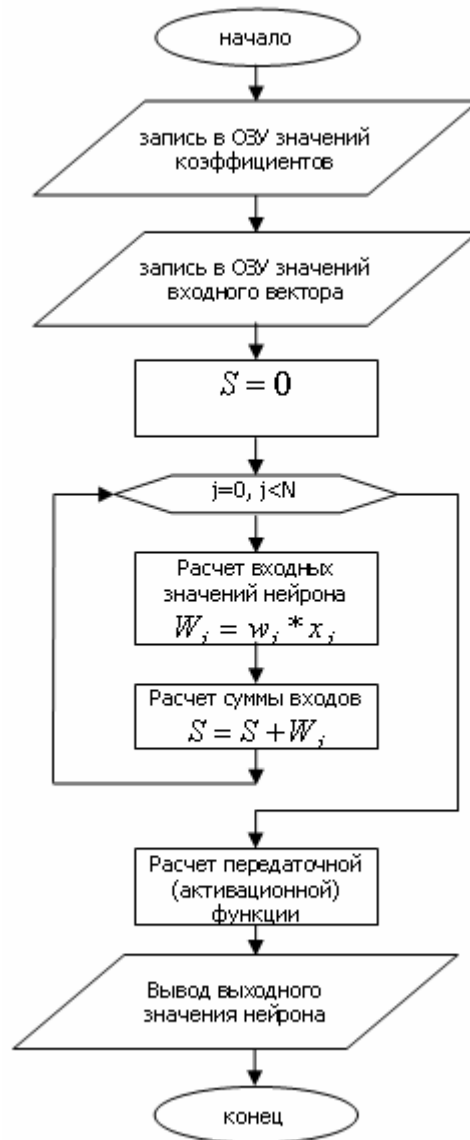 начало
запись в ОЗУ значений
коэффициентов
запись в ОЗУ значений
входного вектора
S = 0
j=0, j<N
Расчет входных
значений нейрона
W_j = w_j * x_j
Расчет суммы входов
S = S + W_j
Расчет передаточной
(активационной)
функции
Вывод выходного
значения нейрона
конец